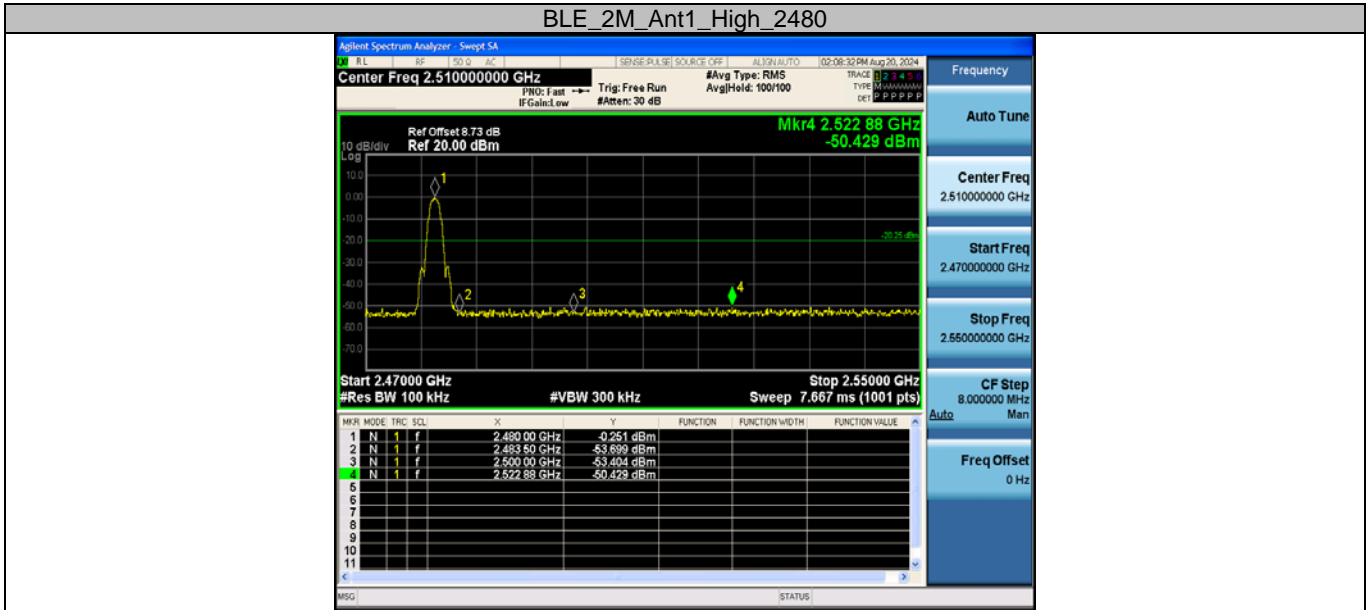 BLE_2M_Ant1_High_2480
Agilent Spectrum Analyzer - Swept SA
RL RF 50 Ω AC SENSE:PULSE SOURCE OFF ALIGN AUTO 02:08:32 PM Aug 20, 2024
Center Freq 2.510000000 GHz
PNO: Fast
IFGain:Low
Trig: Free Run
#Atten: 30 dB
#Avg Type: RMS
Avg|Hold: 100/100
TRACE 1 2 3 4 5 6
TYPE M
DET P P P P P P
Mkr4 2.522 88 GHz
-50.429 dBm
Ref Offset 8.73 dB
10 dB/div Ref 20.00 dBm
Log
10.0
0.00
-10.0
-20.0
-30.0
-40.0
-50.0
-60.0
-70.0
1
2
3
4
-20.25 dBm
Start 2.47000 GHz Stop 2.55000 GHz
#Res BW 100 kHz #VBW 300 kHz Sweep 7.667 ms (1001 pts)
MKR MODE TRC SCL X Y FUNCTION FUNCTION WIDTH FUNCTION VALUE
1 N 1 f 2.480 00 GHz -0.251 dBm
2 N 1 f 2.483 50 GHz -53.699 dBm
3 N 1 f 2.500 00 GHz -53.404 dBm
4 N 1 f 2.522 88 GHz -50.429 dBm
5
6
7
8
9
10
11
MSG STATUS
Frequency
Auto Tune
Center Freq
2.510000000 GHz
Start Freq
2.470000000 GHz
Stop Freq
2.550000000 GHz
CF Step
8.000000 MHz
Auto Man
Freq Offset
0 Hz